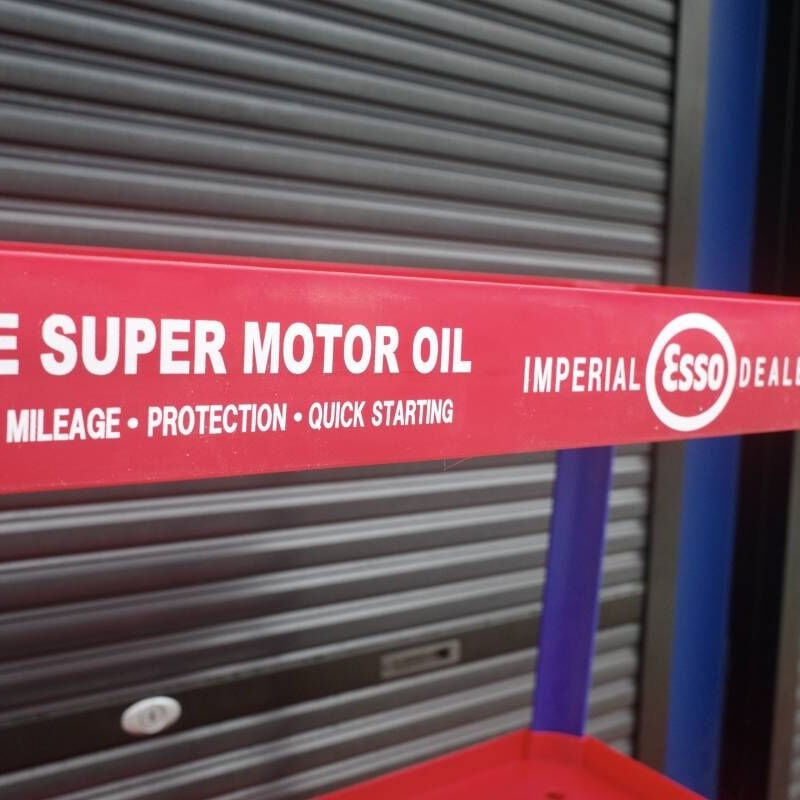 E SUPER MOTOR OIL
MILEAGE • PROTECTION • QUICK STARTING
IMPERIAL Esso DEALE